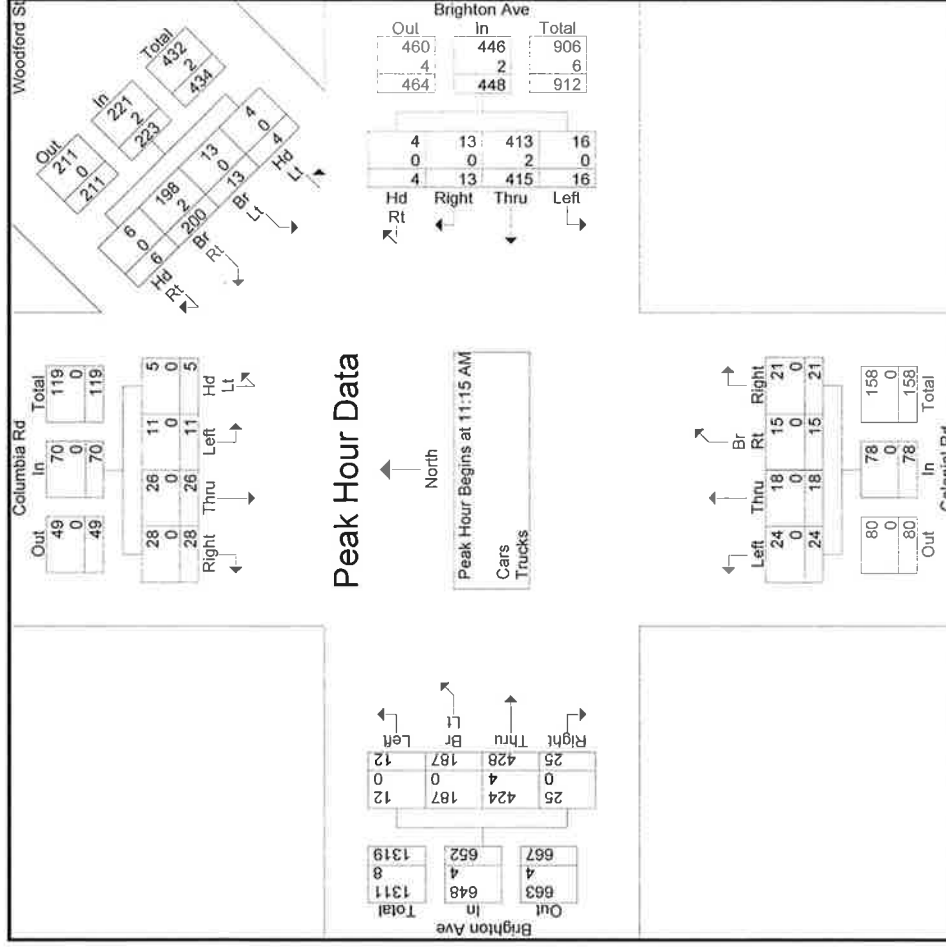 Woodford St
Out
In
Total
211
221
432
0
2
2
211
223
434
6
198
13
4
0
2
0
0
6
200
13
4
Hd Rt
Br Rt
Br Lt
Hd Lt
Brighton Ave
Out In Total
460 446 906
4 2 6
464 448 912
4 13 413 16
0 0 2 0
4 13 415 16
Hd Rt Right Thru Left
Columbia Rd
Out In Total
49 70 119
0 0 0
49 70 119
28 26 11 5
0 0 0 0
28 26 11 5
Right Thru Left Hd Lt
Peak Hour Data
North
Peak Hour Begins at 11:15 AM
Cars
Trucks
Left Thru Br Rt Right
24 18 15 21
0 0 0 0
24 18 15 21
80 78 158
0 0 0
80 78 158
Out In Total
Colonial Rd
Left Br Lt Thru Right
12 187 428 25
0 0 4 0
12 187 424 25
1319 652 667
8 4 4
1311 648 663
Total In Out
Brighton Ave